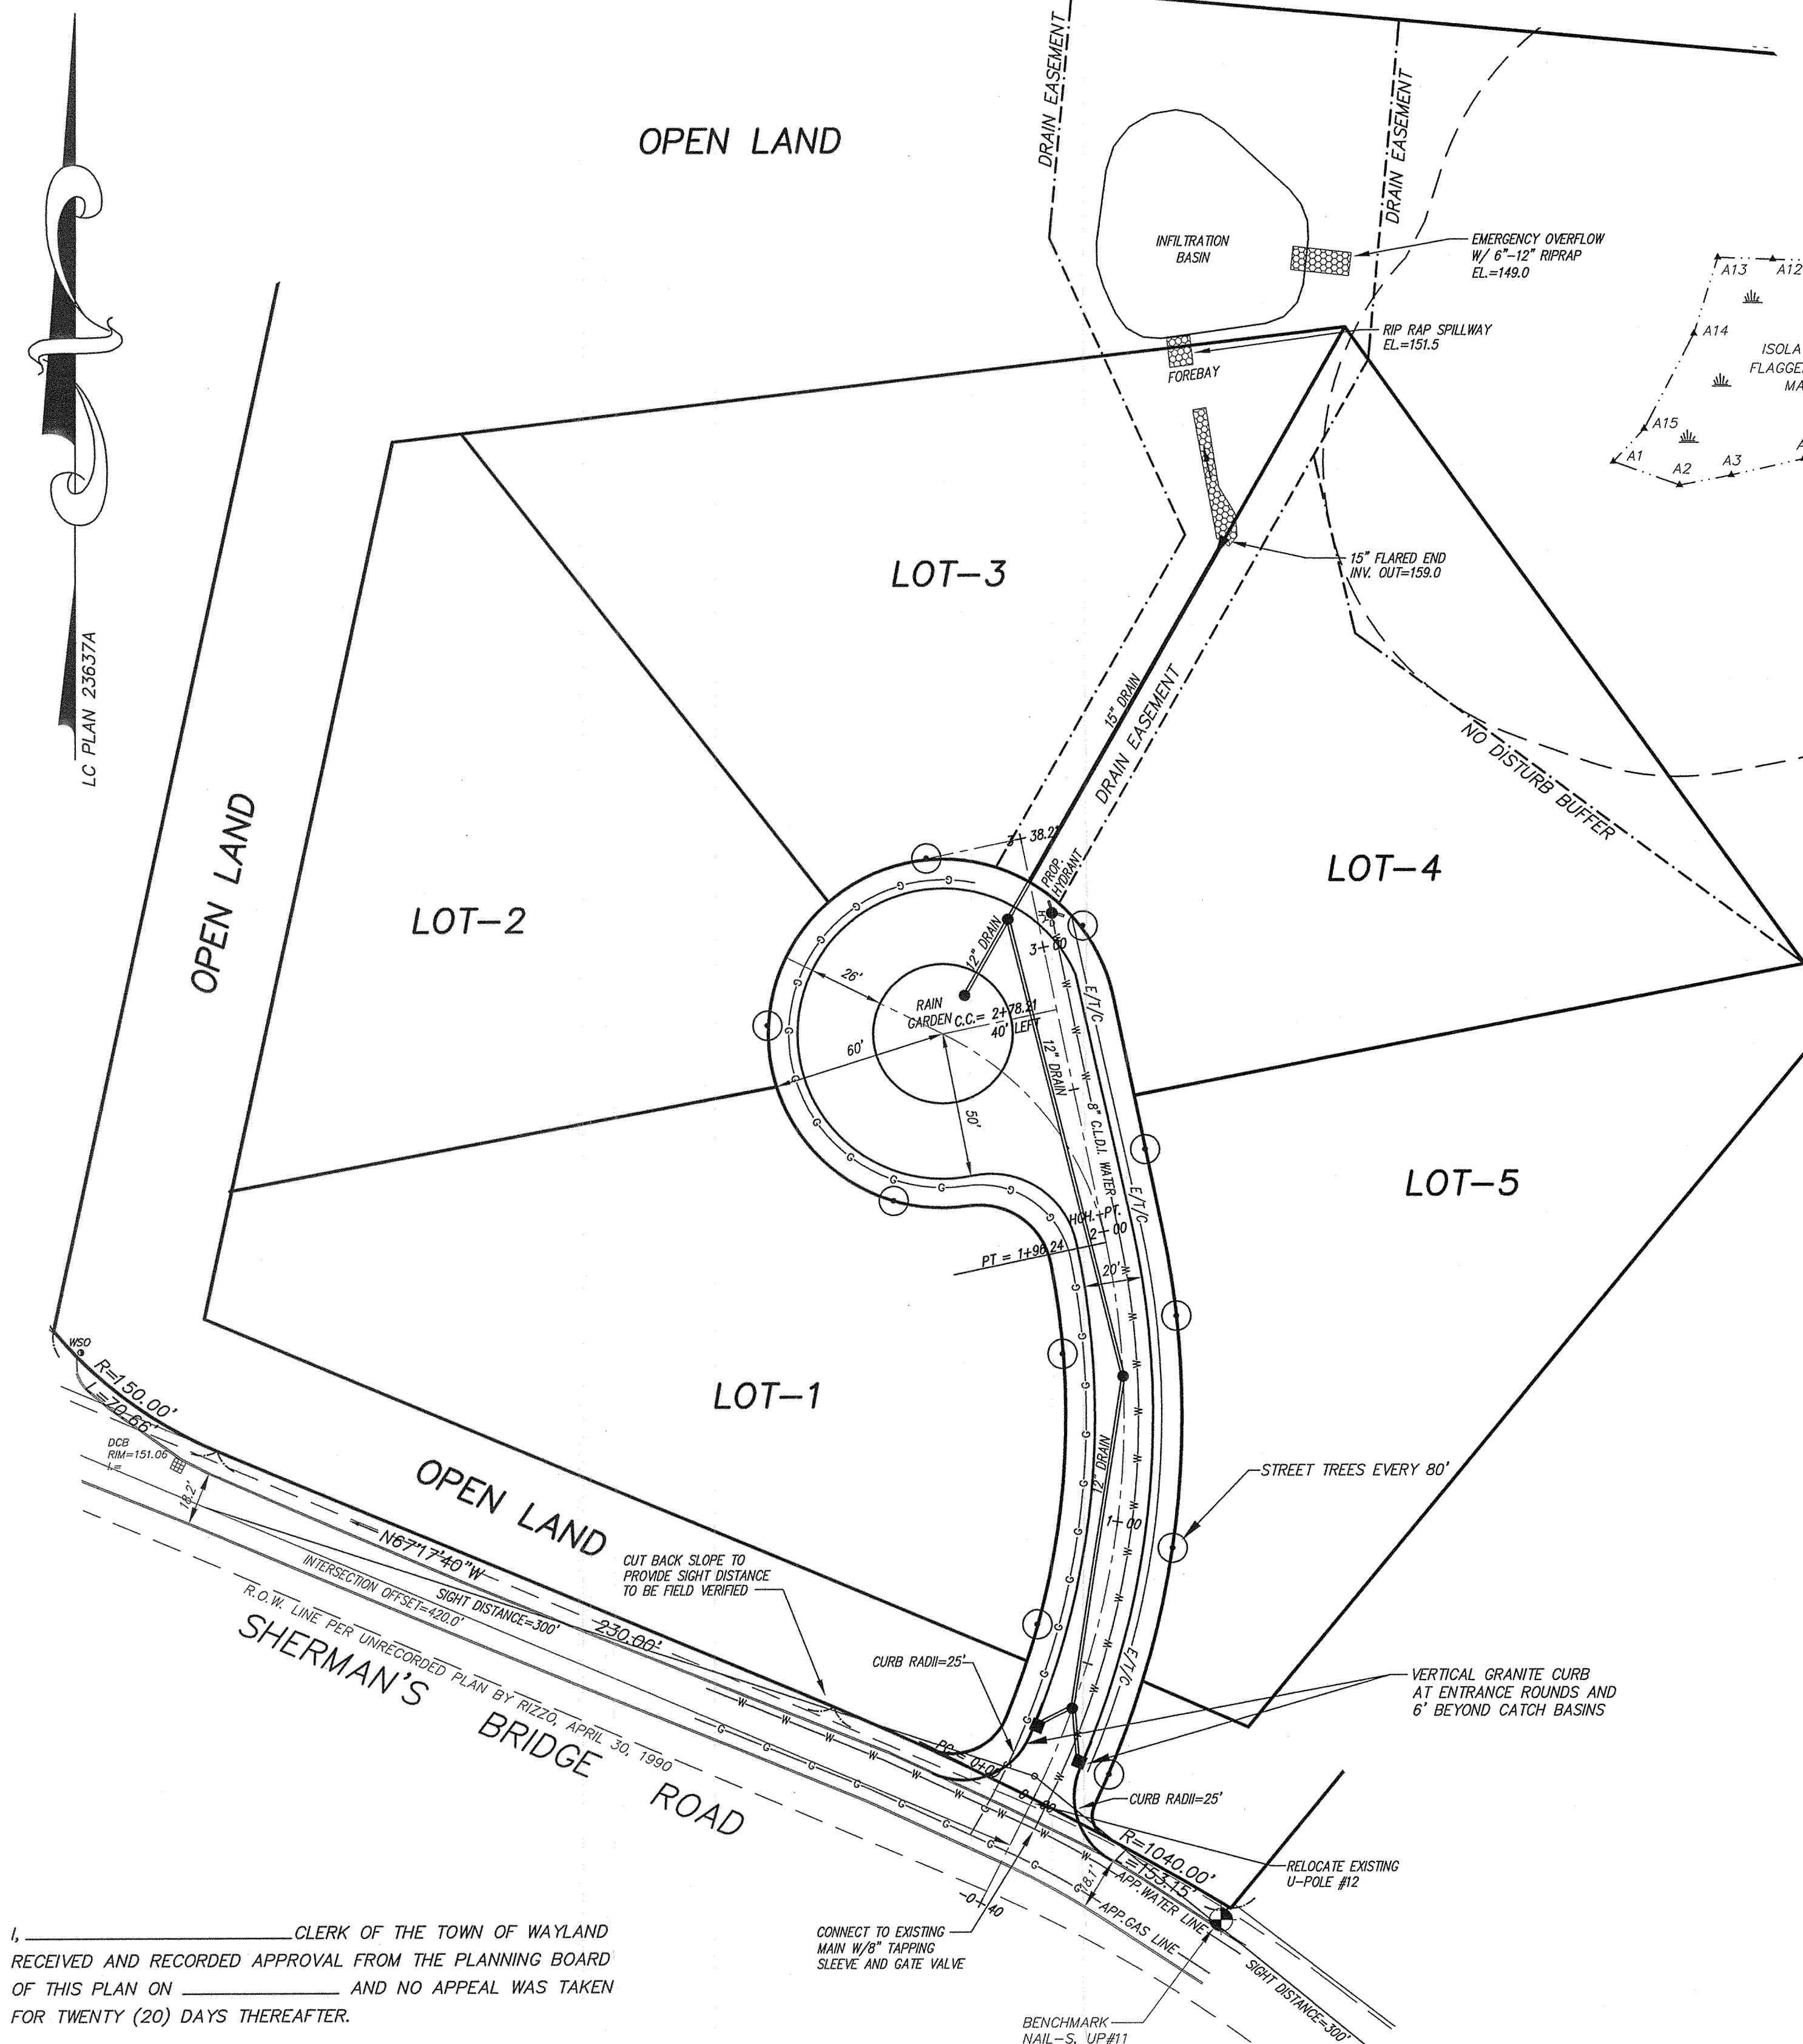 OPEN LAND
DRAIN EASEMENT
DRAIN EASEMENT
INFILTRATION
BASIN
EMERGENCY OVERFLOW
W/ 6"-12" RIPRAP
EL.=149.0
RIP RAP SPILLWAY
EL.=151.5
FOREBAY
A13
A12
A14
ISOLA
FLAGGE
MA
A15
A1
A2
A3
LC PLAN 23637A
LOT-3
15" FLARED END
INV. OUT=159.0
15" DRAIN
DRAIN EASEMENT
NO DISTURB BUFFER
OPEN LAND
LOT-2
LOT-4
3+38.21
PROP.
HYDRANT
HYD
12" DRAIN
3+00
26'
RAIN
GARDEN
C.C.= 2+78.21
40' LEFT
60'
50'
12" DRAIN
8" C.L.D.I. WATER
E/T/C
E/T/C
LOT-5
HGH. PT.
2+00
PT = 1+96.24
20'
LOT-1
WSO
R=150.00'
L=70.66'
DCB
RIM=151.06
I.=
18.2'
OPEN LAND
12" DRAIN
1+00
STREET TREES EVERY 80'
N67°17'40"W
230.00'
CUT BACK SLOPE TO
PROVIDE SIGHT DISTANCE
TO BE FIELD VERIFIED
INTERSECTION OFFSET=420.0'
SIGHT DISTANCE=300'
R.O.W. LINE PER UNRECORDED PLAN BY RIZZO, APRIL 30, 1990
SHERMAN'S BRIDGE ROAD
CURB RADII=25'
E/T/C
VERTICAL GRANITE CURB
AT ENTRANCE ROUNDS AND
6' BEYOND CATCH BASINS
PC = 0+00
CURB RADII=25'
R=1040.00'
L=153.15'
18.1'
APP.WATER LINE
APP.GAS LINE
RELOCATE EXISTING
U-POLE #12
-0+40
CONNECT TO EXISTING
MAIN W/8" TAPPING
SLEEVE AND GATE VALVE
SIGHT DISTANCE=300'
BENCHMARK
NAIL-S. UP#11
I, CLERK OF THE TOWN OF WAYLAND
RECEIVED AND RECORDED APPROVAL FROM THE PLANNING BOARD
OF THIS PLAN ON AND NO APPEAL WAS TAKEN
FOR TWENTY (20) DAYS THEREAFTER.